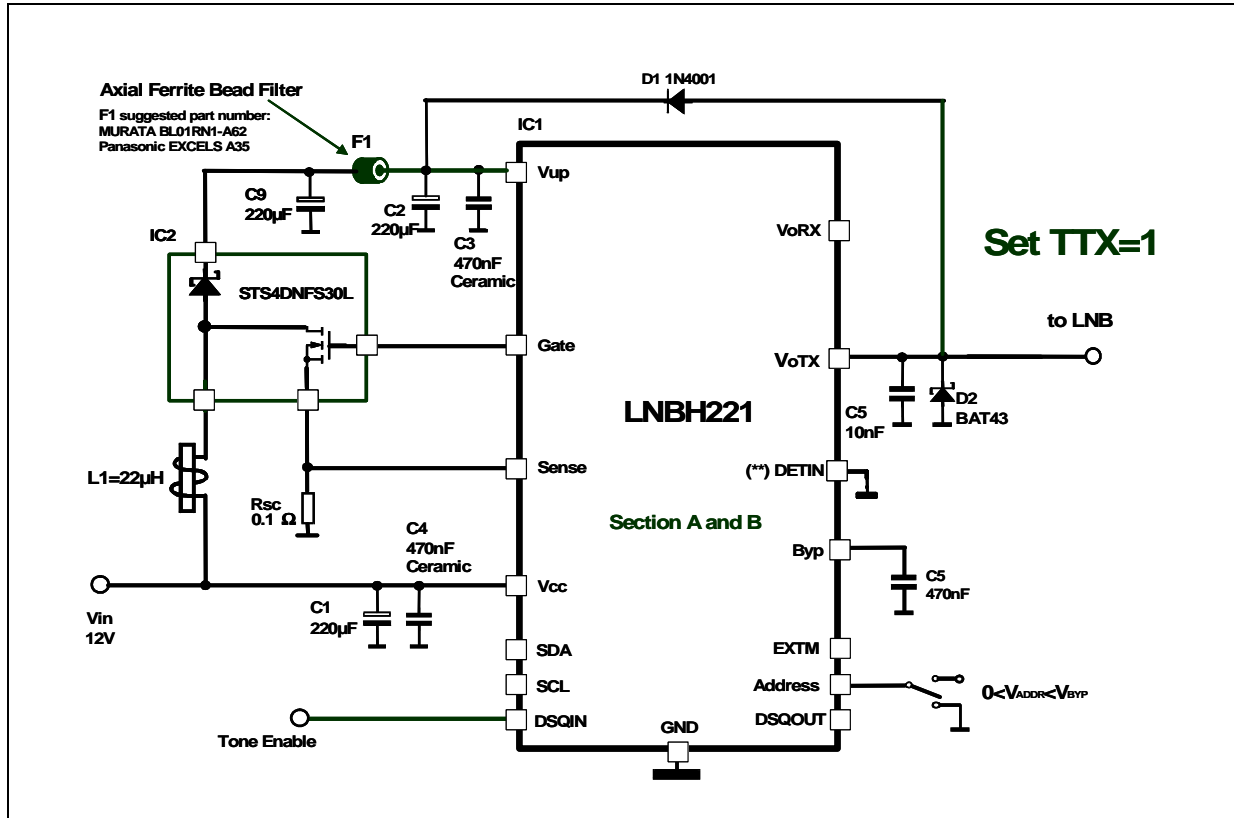 D1 1N4001
Axial Ferrite Bead Filter
F1 suggested part number:
MURATA BL01RN1-A62
Panasonic EXCELS A35
F1
IC1
Vup
C9
220µF
C2
220µF
C3
470nF
Ceramic
VoRX
Set TTX=1
IC2
STS4DNFS30L
to LNB
Gate
VoTX
LNBH221
C5
10nF
D2
BAT43
L1=22µH
Sense
(**) DETIN
Rsc
0.1 Ω
Section A and B
C4
470nF
Ceramic
Byp
C5
470nF
Vcc
Vin
12V
C1
220µF
SDA
EXTM
SCL
Address
0<VADDR<VBYP
DSQIN
DSQOUT
Tone Enable
GND